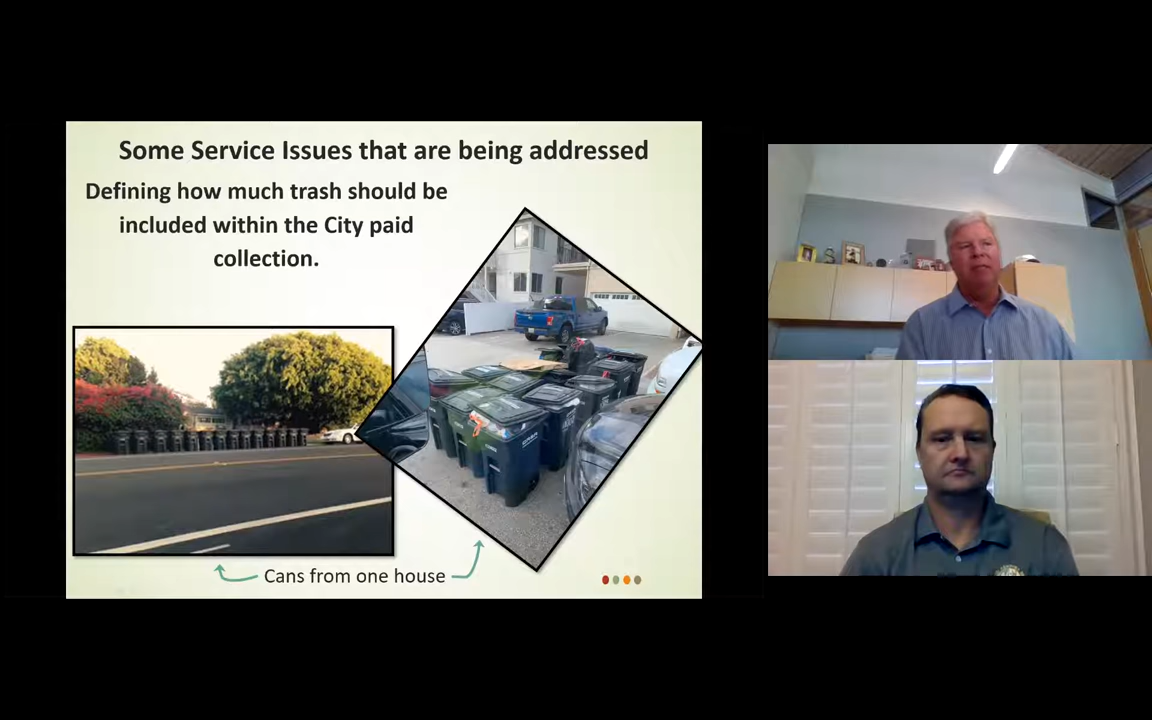 Some Service Issues that are being addressed
Defining how much trash should be
included within the City paid
collection.
Cans from one house